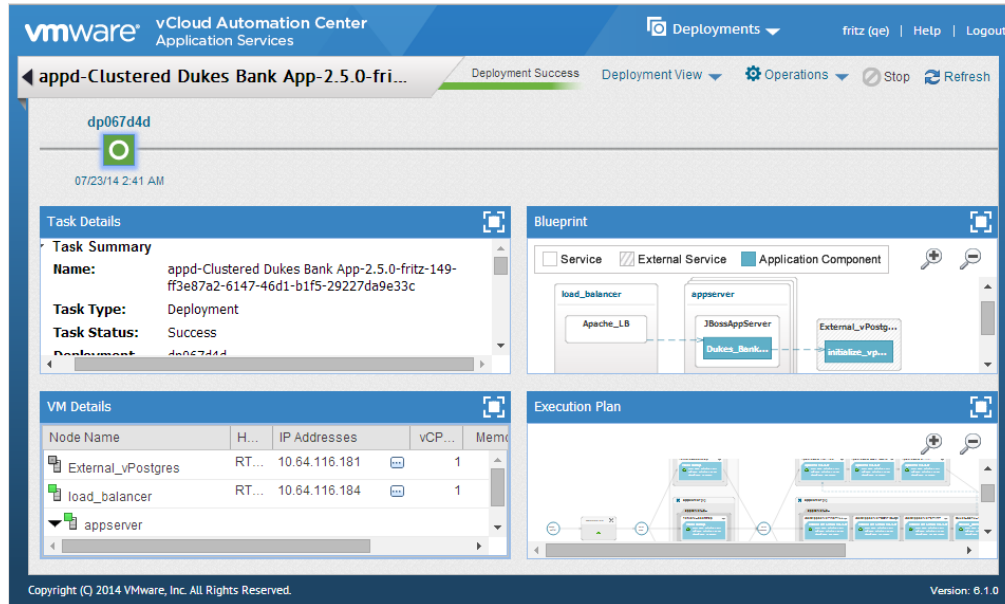 vmware® vCloud Automation Center
Application Services
Deployments
fritz (qe) | Help | Logout
appd-Clustered Dukes Bank App-2.5.0-fri...
Deployment Success
Deployment View
Operations
Stop
Refresh
dp067d4d
07/23/14 2:41 AM
Task Details
Task Summary
Name: appd-Clustered Dukes Bank App-2.5.0-fritz-149-
ff3e87a2-6147-46d1-b1f5-29227da9e33c
Task Type: Deployment
Task Status: Success
Deployment dp067d4d
Blueprint
Service External Service Application Component
load_balancer
Apache_LB
appserver
JBossAppServer
Dukes_Bank...
External_vPostg...
initialize_vp...
VM Details
Node Name H... IP Addresses vCP... Memo
External_vPostgres RT... 10.64.116.181 1
load_balancer RT... 10.64.116.184 1
appserver
Execution Plan
Copyright (C) 2014 VMware, Inc. All Rights Reserved.
Version: 6.1.0